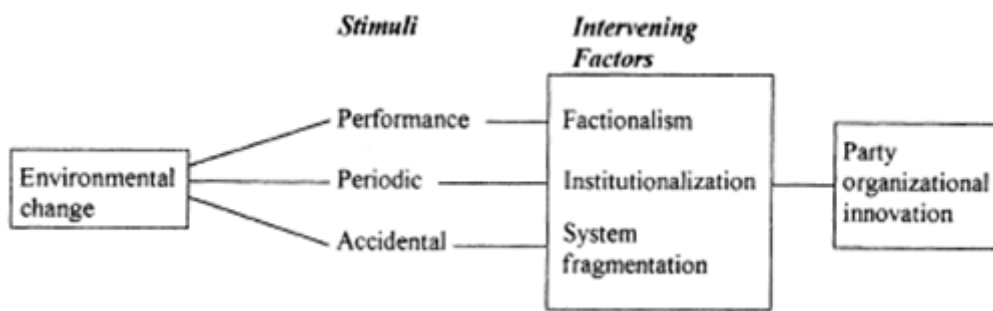 Stimuli
Intervening
Factors
Performance
Factionalism
Environmental
change
Periodic
Institutionalization
Party
organizational
innovation
Accidental
System
fragmentation